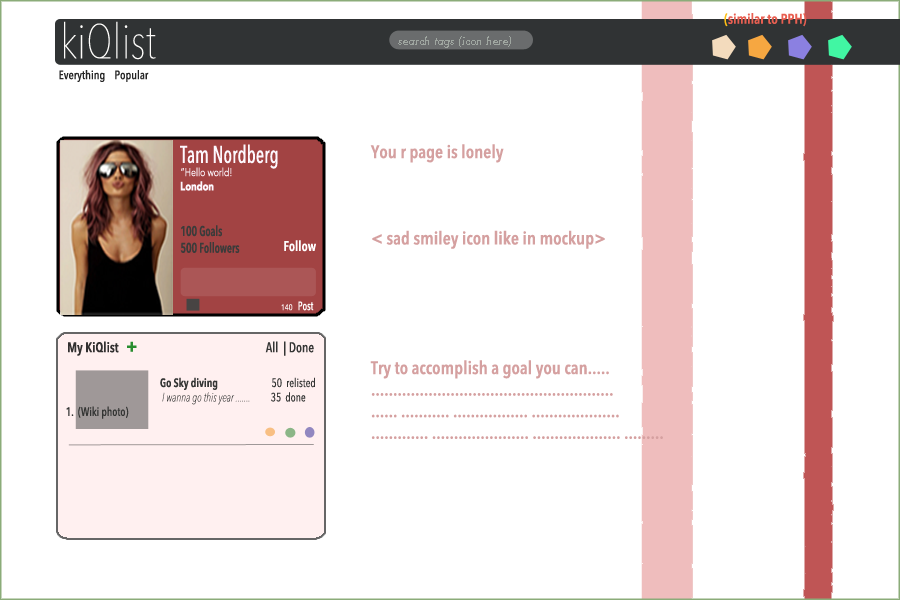 (similar to PPH)
kiQlist
search tags (icon here)
Everything Popular
Tam Nordberg
"Hello world!
London
100 Goals
500 Followers
Follow
140 Post
My KiQlist +
All | Done
Go Sky diving
50 relisted
I wanna go this year .......
35 done
1. (Wiki photo)
You r page is lonely
< sad smiley icon like in mockup>
Try to accomplish a goal you can.....